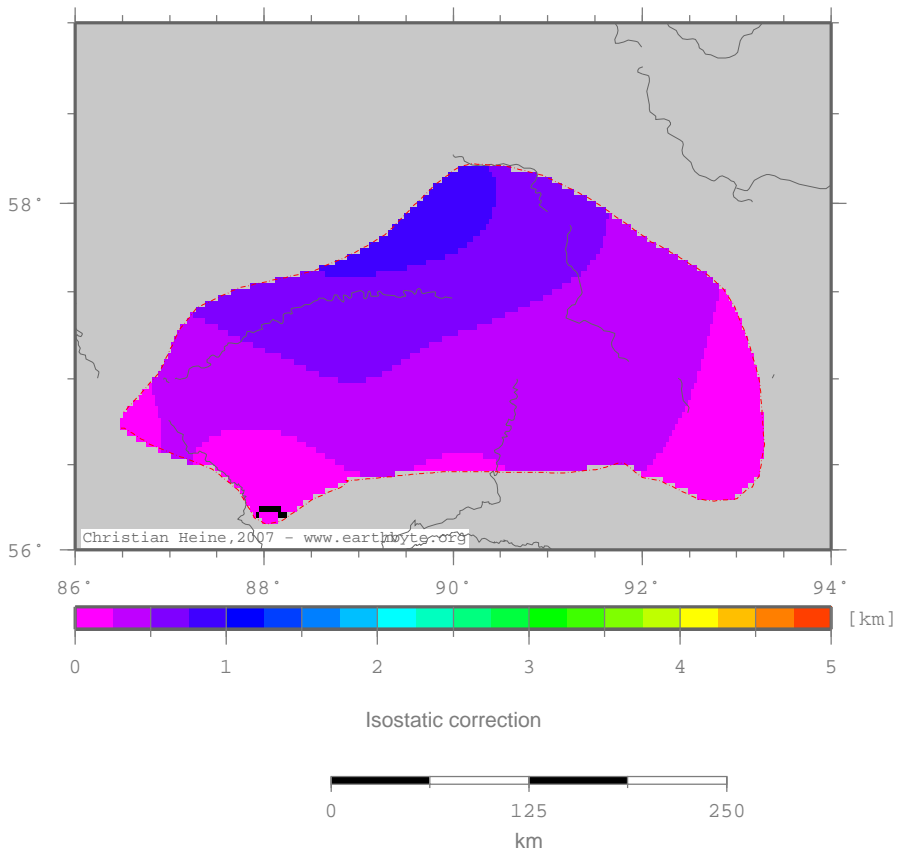 58°
56°
Christian Heine,2007 - www.earthbyte.org
86° 88° 90° 92° 94°
[km]
0 1 2 3 4 5
Isostatic correction
0 125 250
km